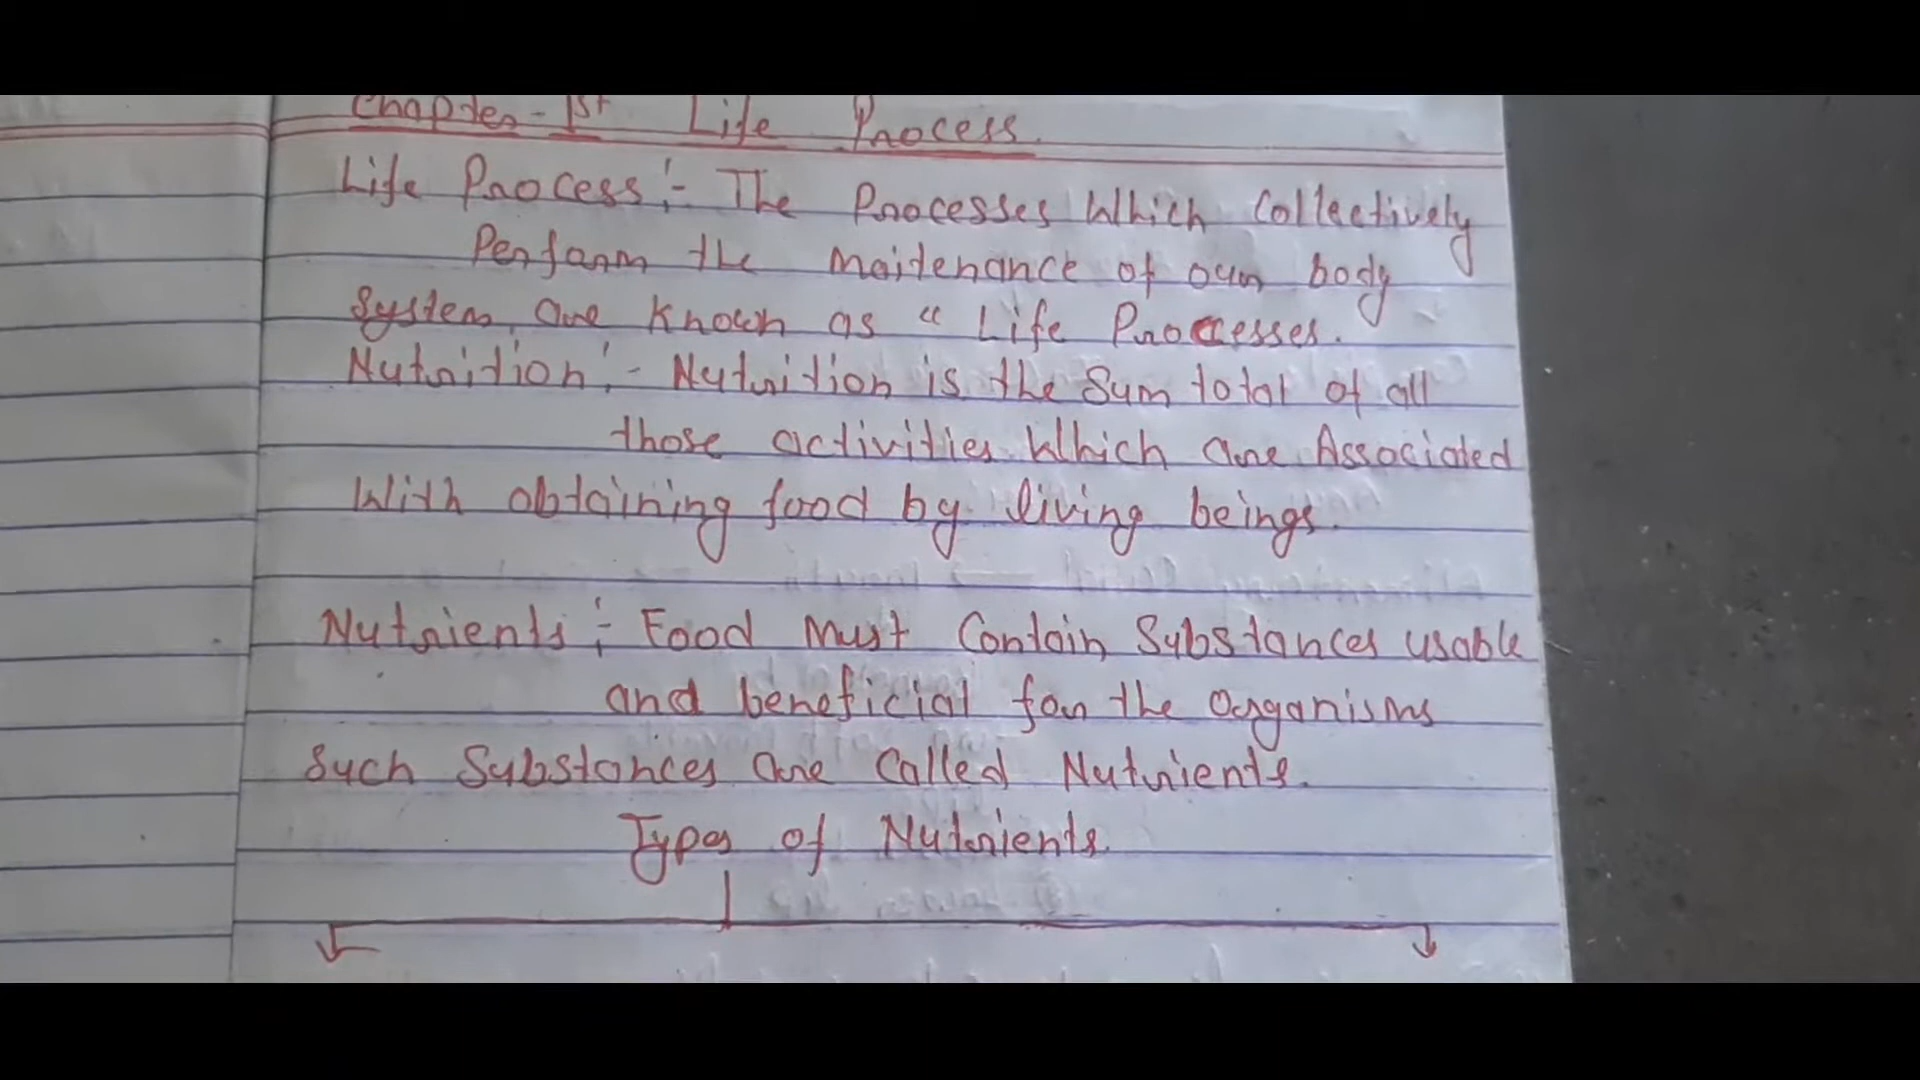 Chapter - 1st Life Process.
Life Process :- The Processes Which Collectively
Perform the maitenance of our body
System are known as “ Life Processes.
Nutrition :- Nutrition is the Sum total of all
those activities Which are Associated
With obtaining food by living beings.
Nutrients :- Food Must Contain Substances usable
and beneficial for the Organisms
Such Substances are Called Nutrients.
Types of Nutrients.